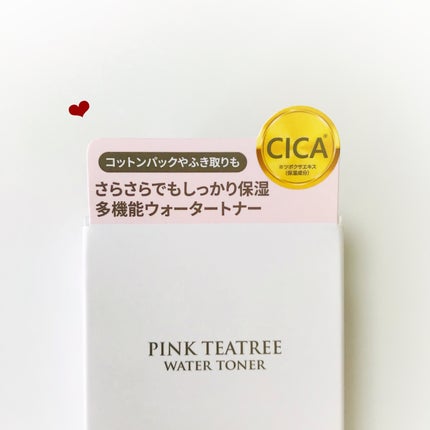 コットンパックやふき取りも
さらさらでもしっかり保湿
多機能ウォータートナー
CICA※
※ツボクサエキス
(保湿成分)
PINK TEATREE
WATER TONER